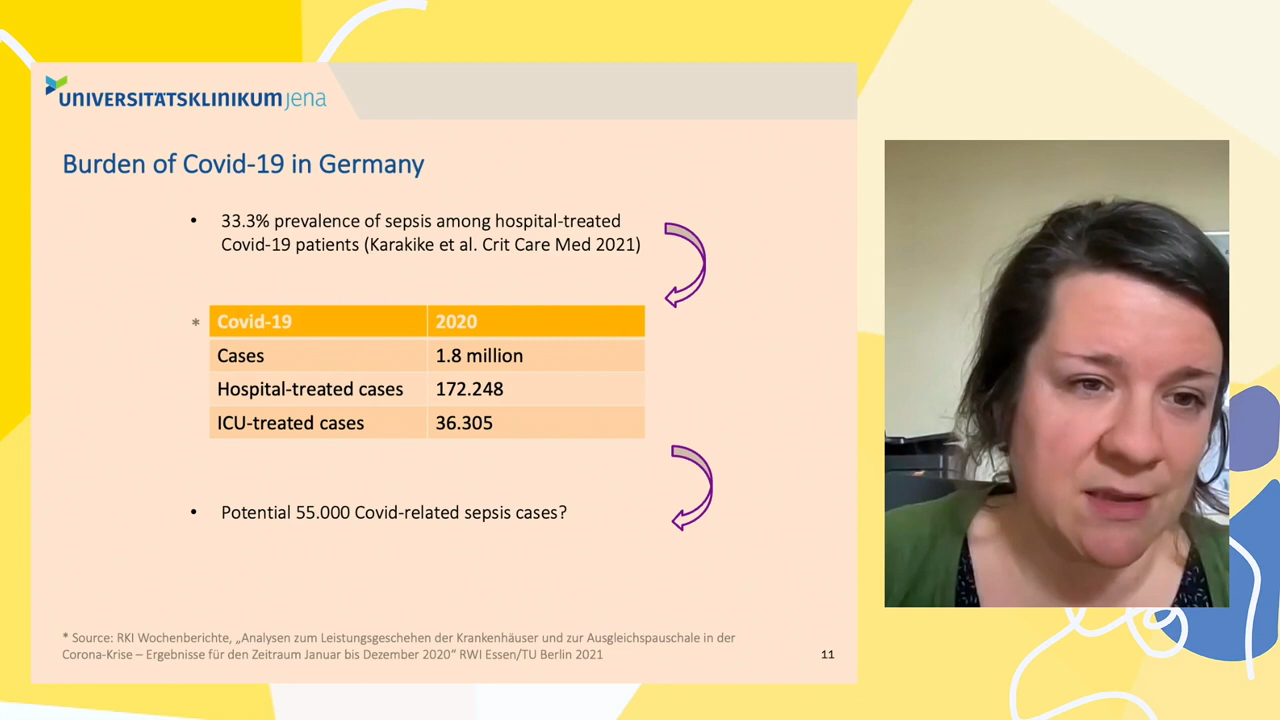 UNIVERSITÄTSKLINIKUM jena
Burden of Covid-19 in Germany
• 33.3% prevalence of sepsis among hospital-treated
Covid-19 patients (Karakike et al. Crit Care Med 2021)
* Covid-19 2020
Cases 1.8 million
Hospital-treated cases 172.248
ICU-treated cases 36.305
• Potential 55.000 Covid-related sepsis cases?
* Source: RKI Wochenberichte, „Analysen zum Leistungsgeschehen der Krankenhäuser und zur Ausgleichspauschale in der
Corona-Krise – Ergebnisse für den Zeitraum Januar bis Dezember 2020“ RWI Essen/TU Berlin 2021
11